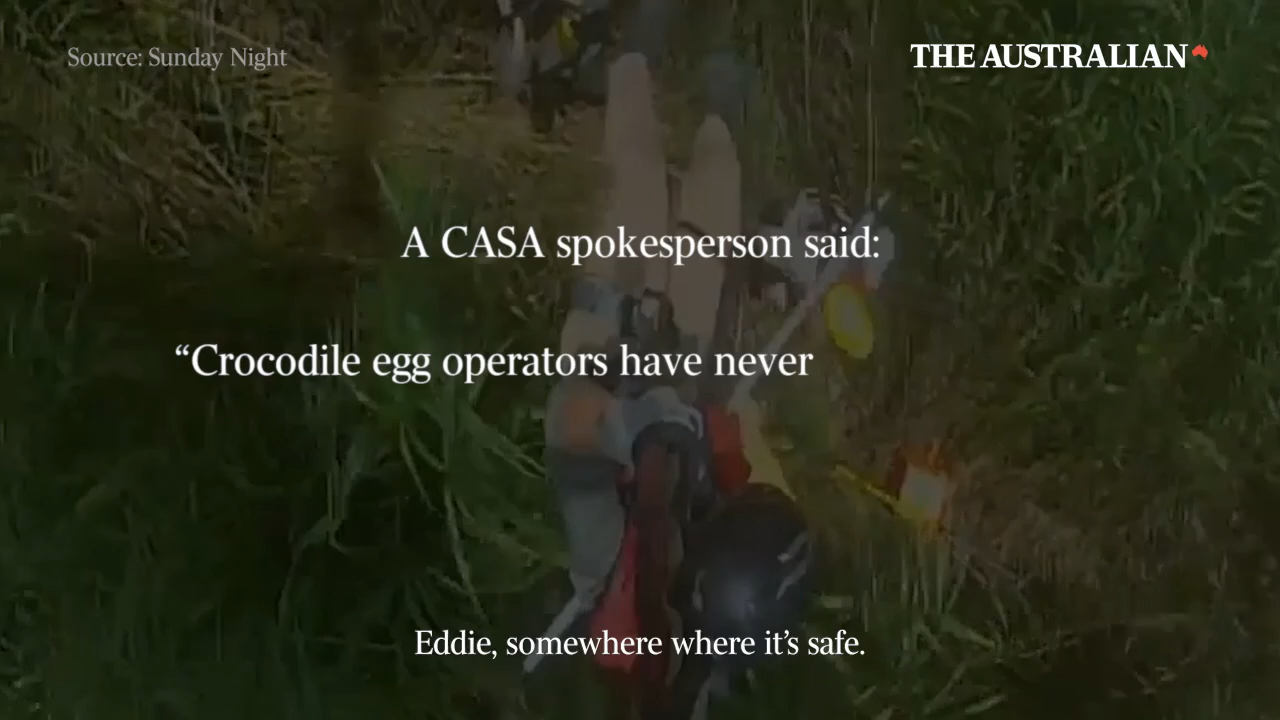 Source: Sunday Night
THE AUSTRALIAN
A CASA spokesperson said:
“Crocodile egg operators have never
Eddie, somewhere where it’s safe.